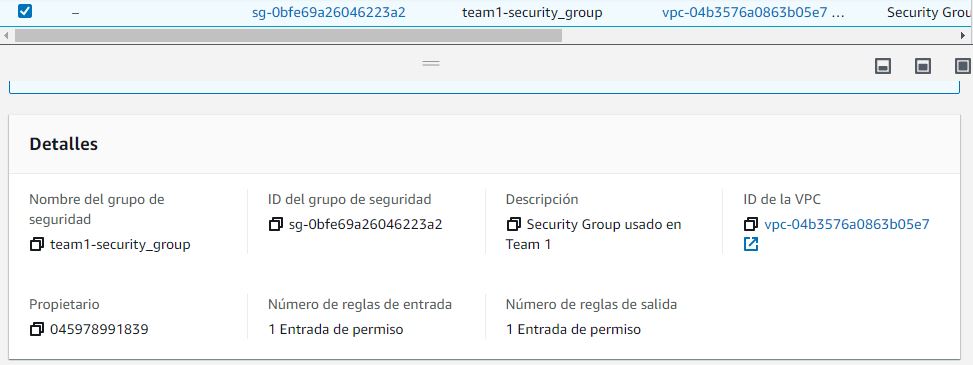 – sg-0bfe69a26046223a2 team1-security_group vpc-04b3576a0863b05e7 ... Security Grou
Detalles
Nombre del grupo de
seguridad
team1-security_group
ID del grupo de seguridad
sg-0bfe69a26046223a2
Descripción
Security Group usado en
Team 1
ID de la VPC
vpc-04b3576a0863b05e7
Propietario
045978991839
Número de reglas de entrada
1 Entrada de permiso
Número de reglas de salida
1 Entrada de permiso